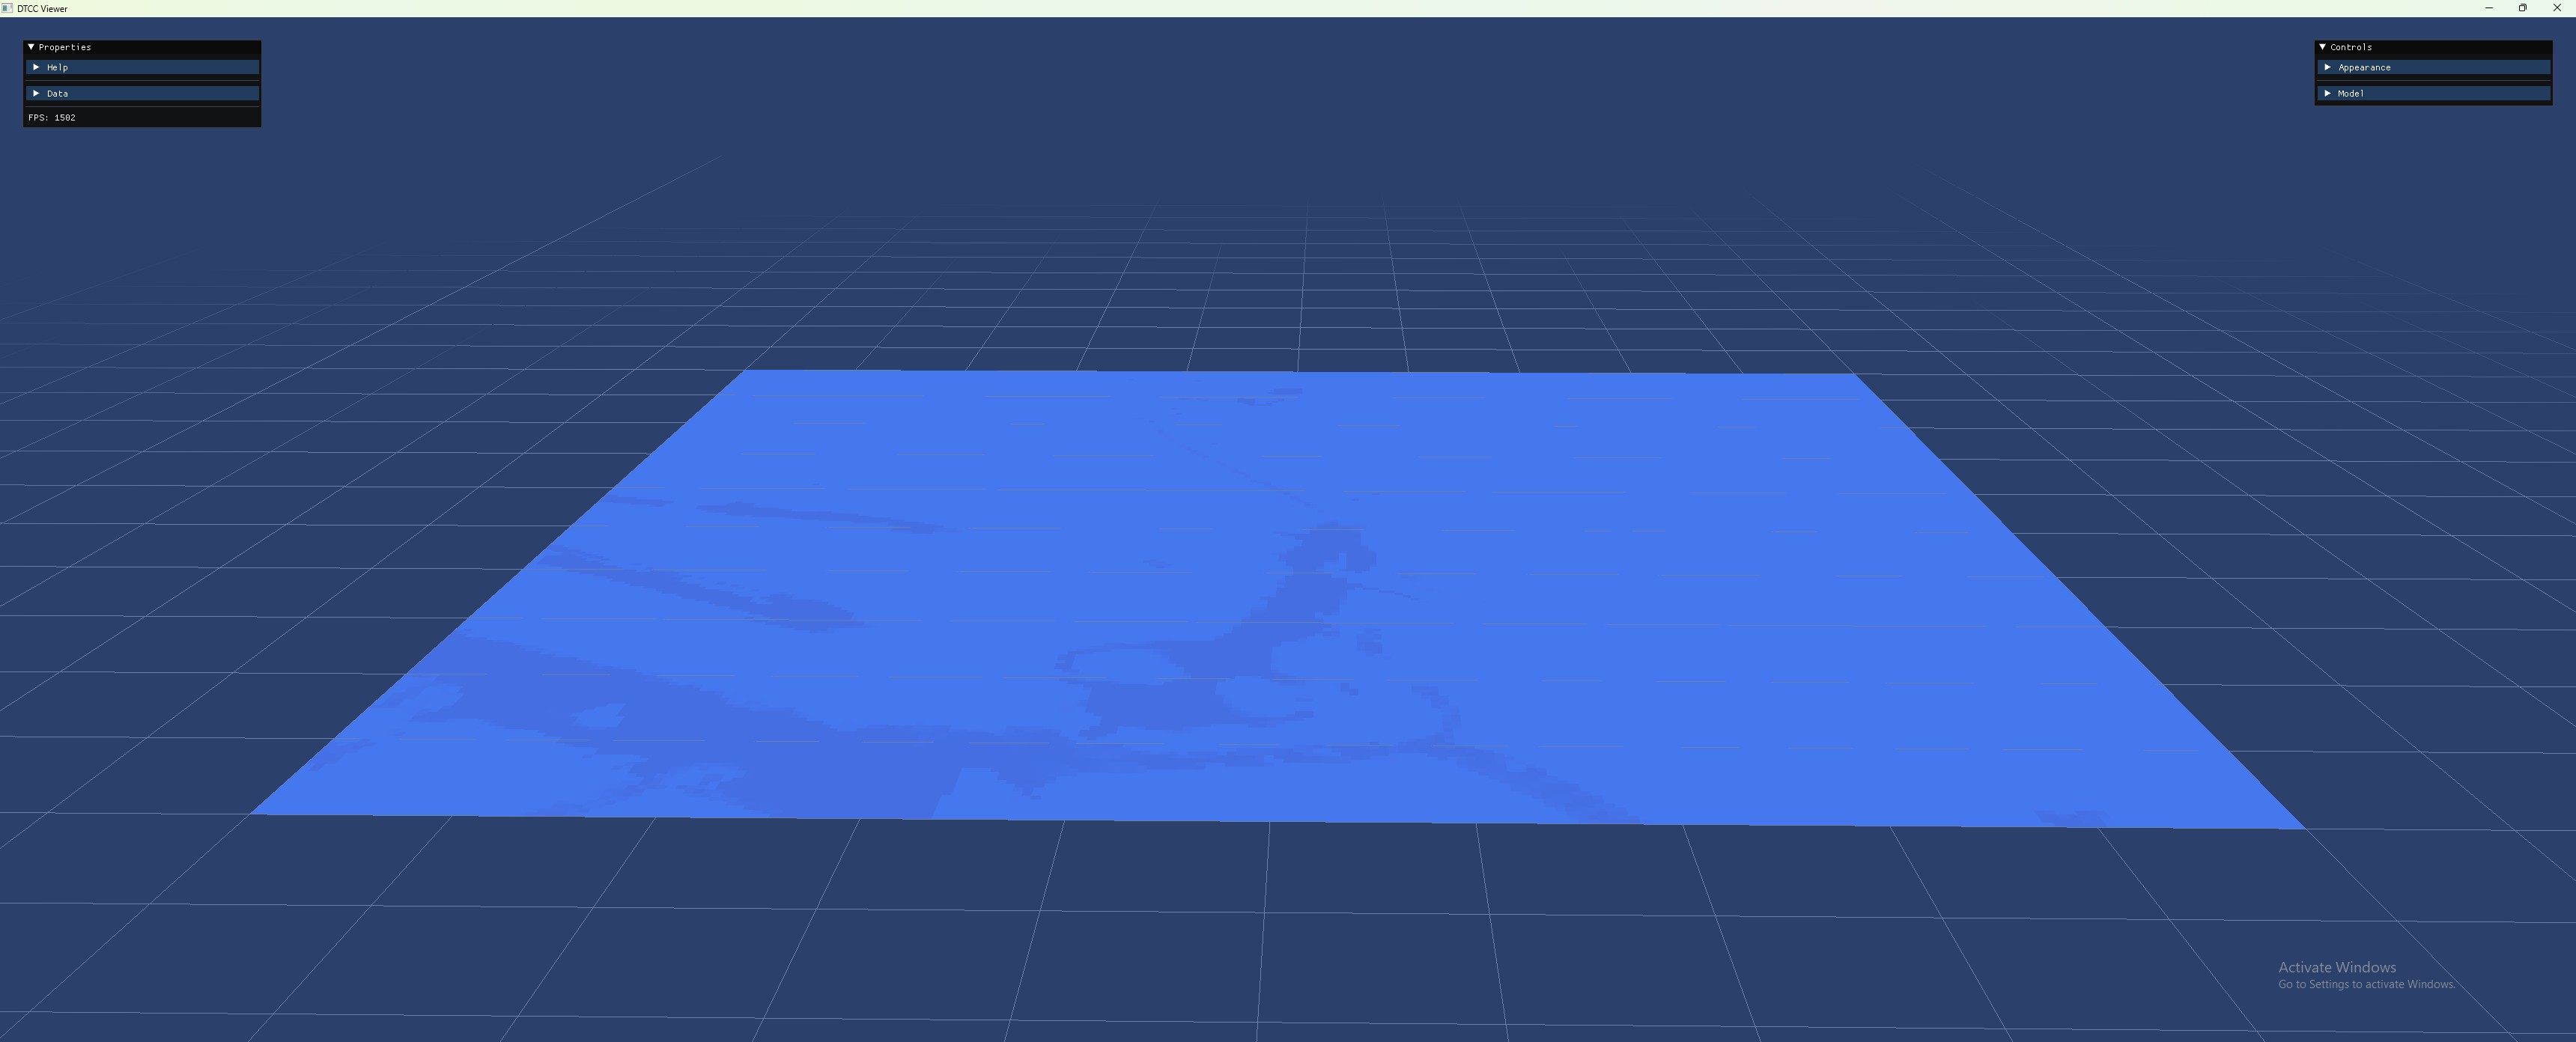 DTCC Viewer
Properties
Help
Data
FPS: 1502
Controls
Appearance
Model
Activate Windows
Go to Settings to activate Windows.